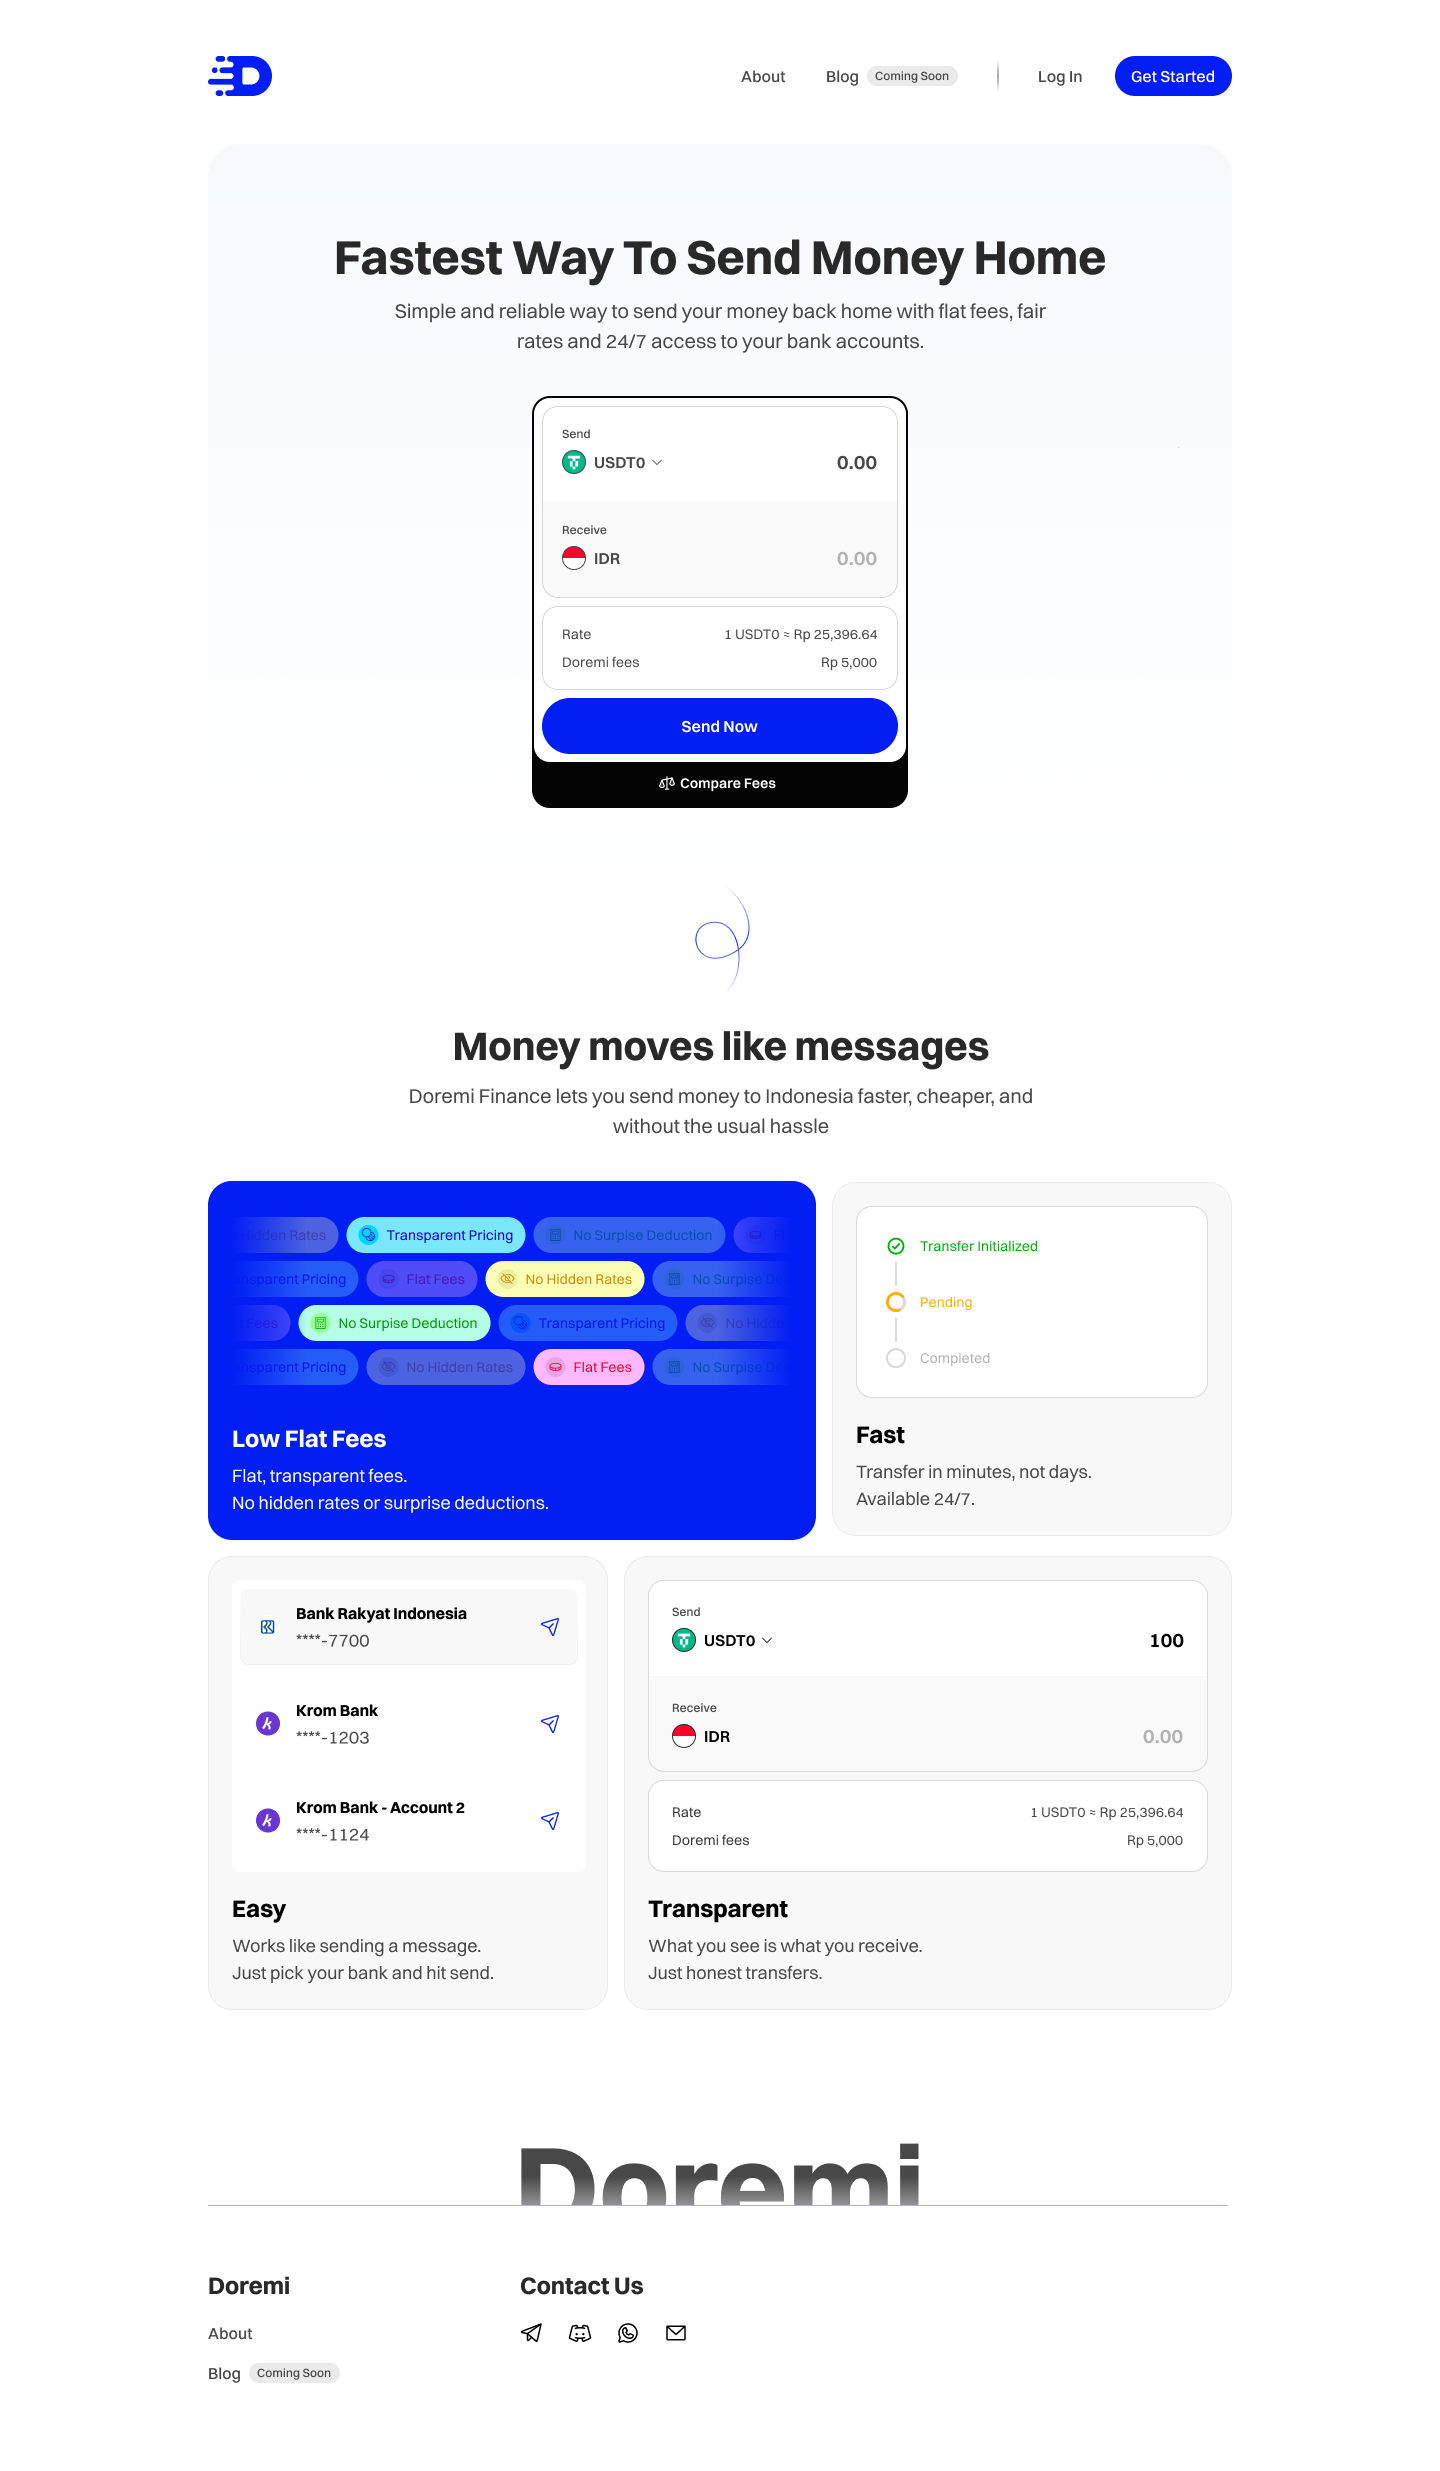 About
Blog Coming Soon
Log In
Get Started
Fastest Way To Send Money Home
Simple and reliable way to send your money back home with flat fees, fair
rates and 24/7 access to your bank accounts.
Send
USDT0 0.00
Receive
IDR 0.00
Rate 1 USDT0 ≈ Rp 25,396.64
Doremi fees Rp 5,000
Send Now
Compare Fees
Money moves like messages
Doremi Finance lets you send money to Indonesia faster, cheaper, and
without the usual hassle
Rates Transparent Pricing No Surpise Deduction
Pricing Flat Fees No Hidden Rates No Surpise
Fees No Surpise Deduction Transparent Pricing No
Pricing No Hidden Rates Flat Fees No Surpise
Low Flat Fees
Flat, transparent fees.
No hidden rates or surprise deductions.
Transfer Initialized
Pending
Completed
Fast
Transfer in minutes, not days.
Available 24/7.
Bank Rakyat Indonesia
****-7700
Krom Bank
****-1203
Krom Bank - Account 2
****-1124
Easy
Works like sending a message.
Just pick your bank and hit send.
Send
USDT0 100
Receive
IDR 0.00
Rate 1 USDT0 ≈ Rp 25,396.64
Doremi fees Rp 5,000
Transparent
What you see is what you receive.
Just honest transfers.
Doremi
Doremi
About
Blog Coming Soon
Contact Us